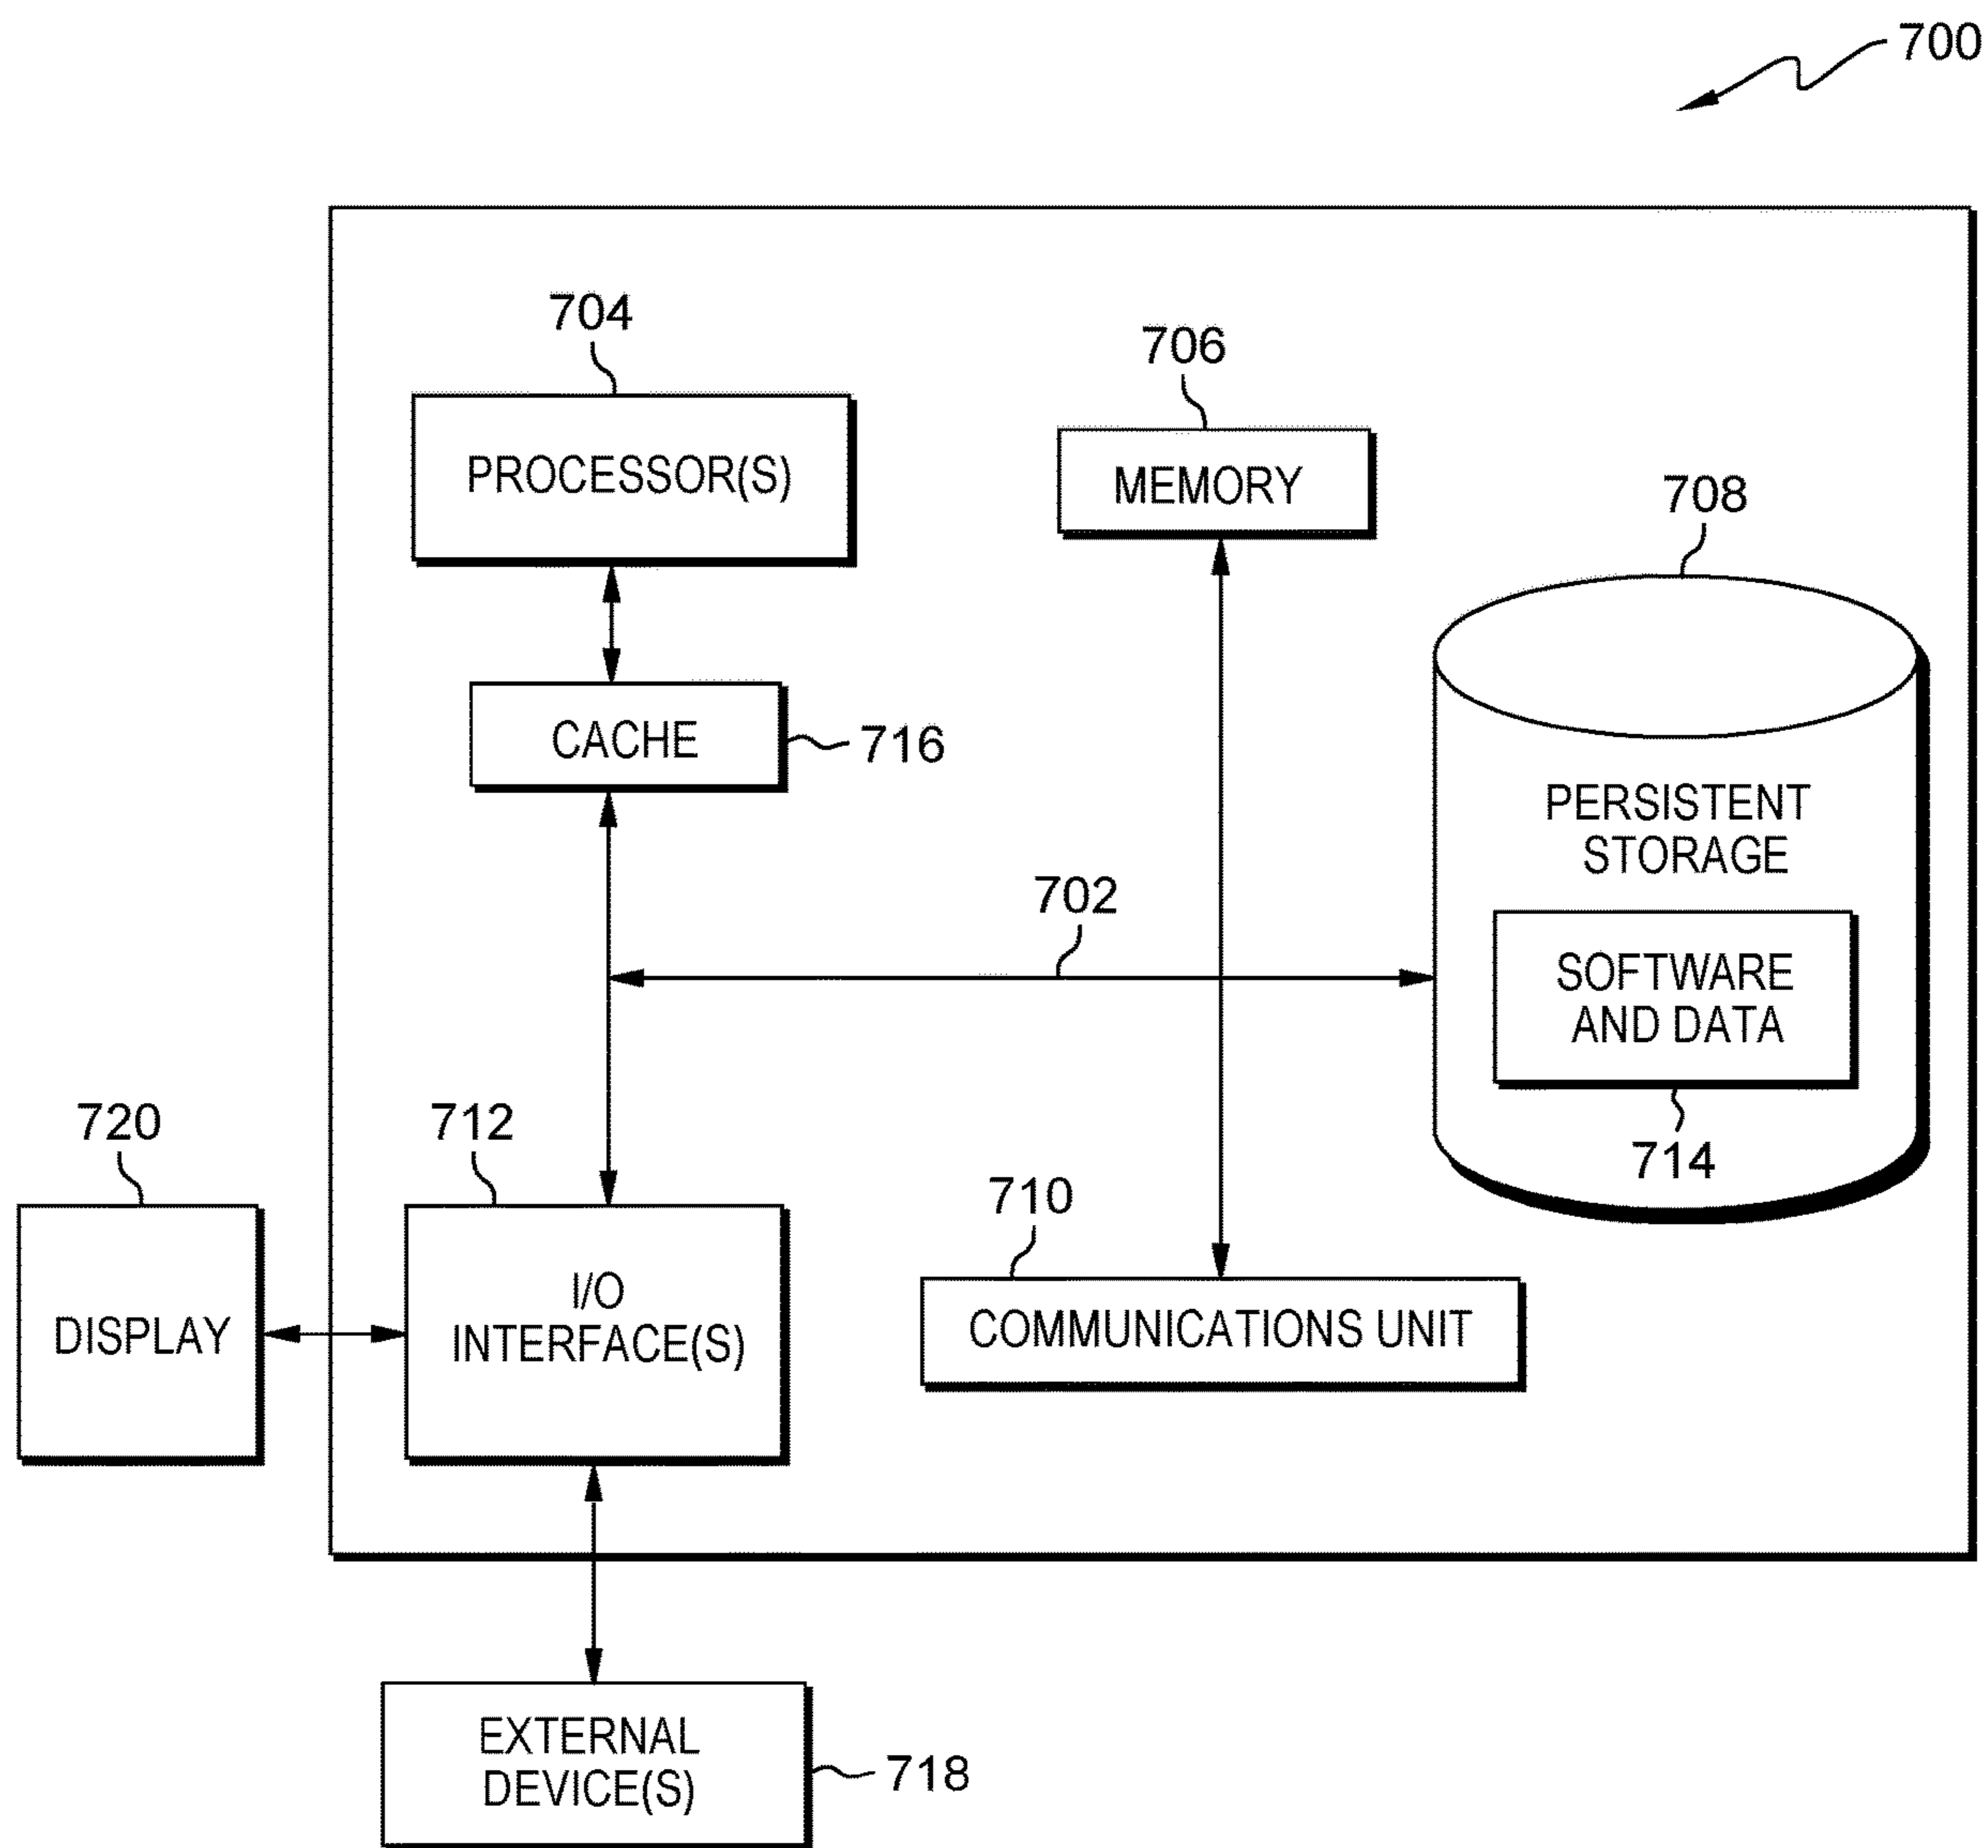 700
704
PROCESSOR(S)
706
MEMORY
708
CACHE
716
PERSISTENT
STORAGE
702
SOFTWARE
AND DATA
714
720
DISPLAY
712
I/O
INTERFACE(S)
710
COMMUNICATIONS UNIT
EXTERNAL
DEVICE(S)
718